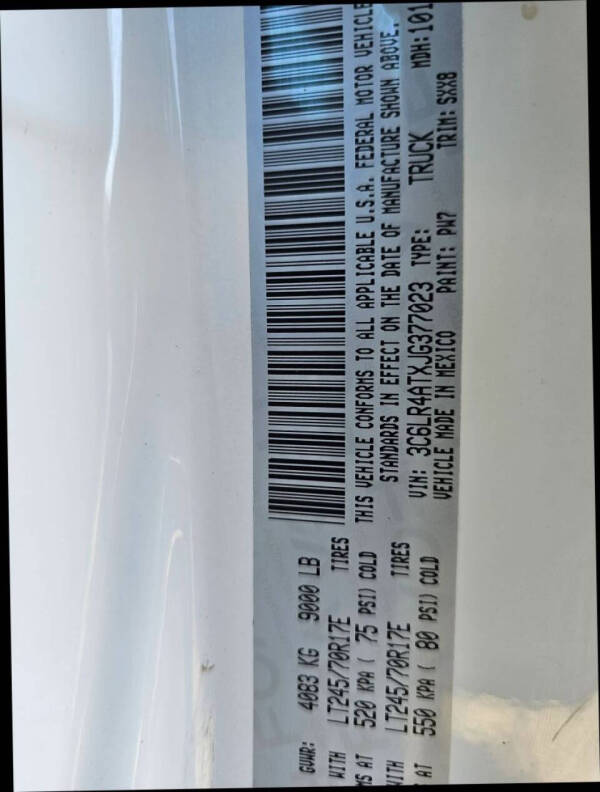 GVWR: 4083 KG 9000 LB
WITH LT245/70R17E TIRES
MS AT 520 KPA ( 75 PSI) COLD
WITH LT245/70R17E TIRES
AT 550 KPA ( 80 PSI) COLD
THIS VEHICLE CONFORMS TO ALL APPLICABLE U.S.A. FEDERAL MOTOR VEHICLE
STANDARDS IN EFFECT ON THE DATE OF MANUFACTURE SHOWN ABOVE.
VIN: 3C6LR4ATXJG377023 TYPE: TRUCK MDH: 101
VEHICLE MADE IN MEXICO PAINT: PW7 TRIM: SXX8